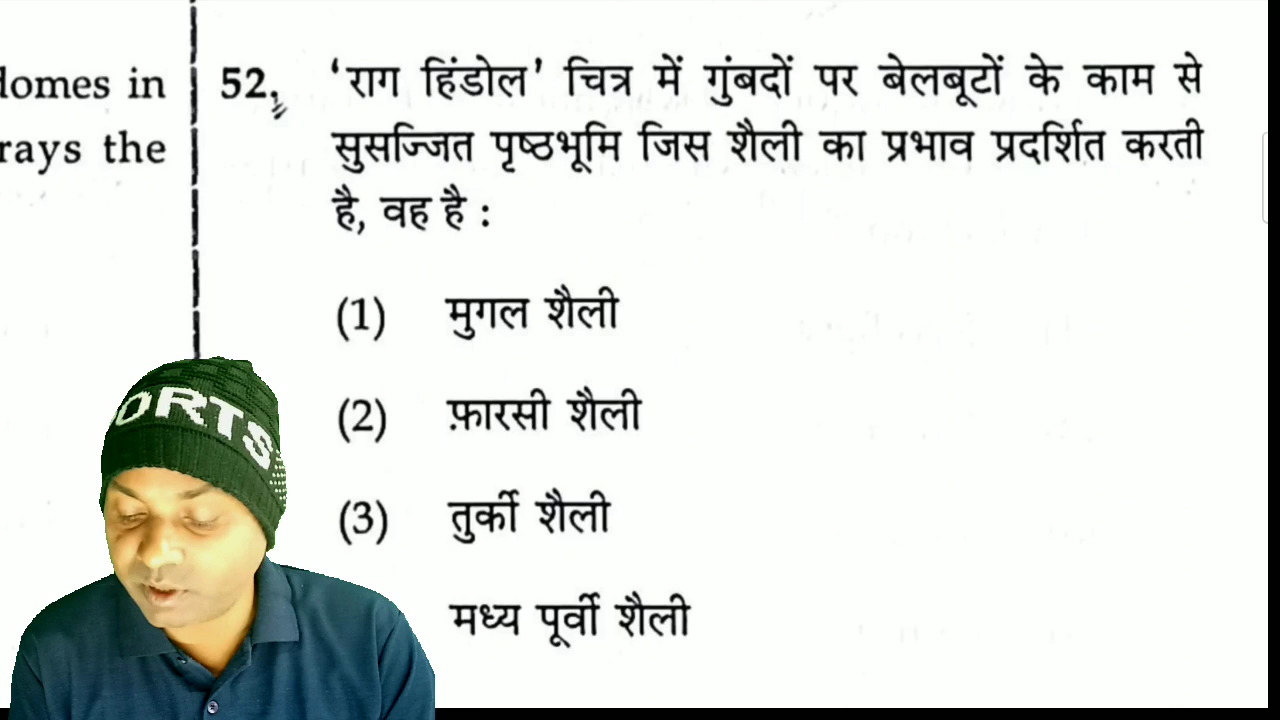 domes in
rays the
52. 'राग हिंडोल' चित्र में गुंबदों पर बेलबूटों के काम से
सुसज्जित पृष्ठभूमि जिस शैली का प्रभाव प्रदर्शित करती
है, वह है :
(1) मुगल शैली
(2) फ़ारसी शैली
(3) तुर्की शैली
मध्य पूर्वी शैली
ORTS